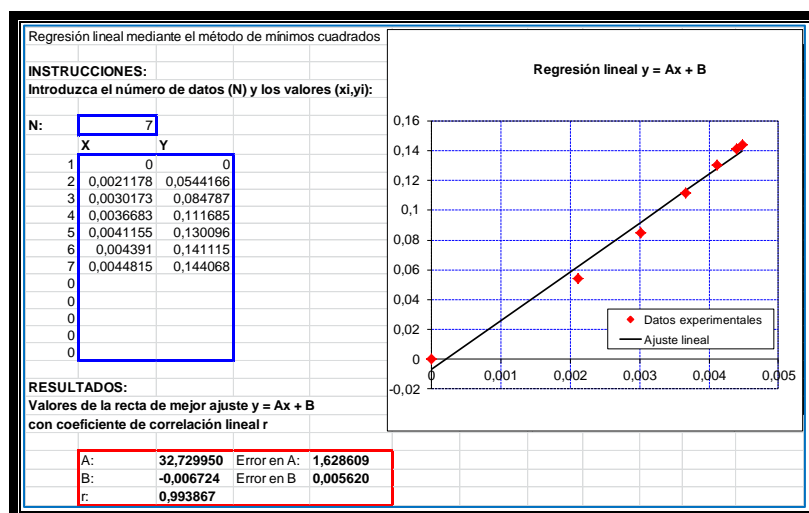 Regresión lineal mediante el método de mínimos cuadrados
INSTRUCCIONES:
Introduzca el número de datos (N) y los valores (xi,yi):
N: 7
X Y
1 0 0
2 0,0021178 0,0544166
3 0,0030173 0,084787
4 0,0036683 0,111685
5 0,0041155 0,130096
6 0,004391 0,141115
7 0,0044815 0,144068
0
0
0
0
0
RESULTADOS:
Valores de la recta de mejor ajuste y = Ax + B
con coeficiente de correlación lineal r
A: 32,729950 Error en A: 1,628609
B: -0,006724 Error en B 0,005620
r: 0,993867
Regresión lineal y = Ax + B
0,16
0,14
0,12
0,1
0,08
0,06
0,04
0,02
0
-0,02
0 0,001 0,002 0,003 0,004 0,005
Datos experimentales
Ajuste lineal